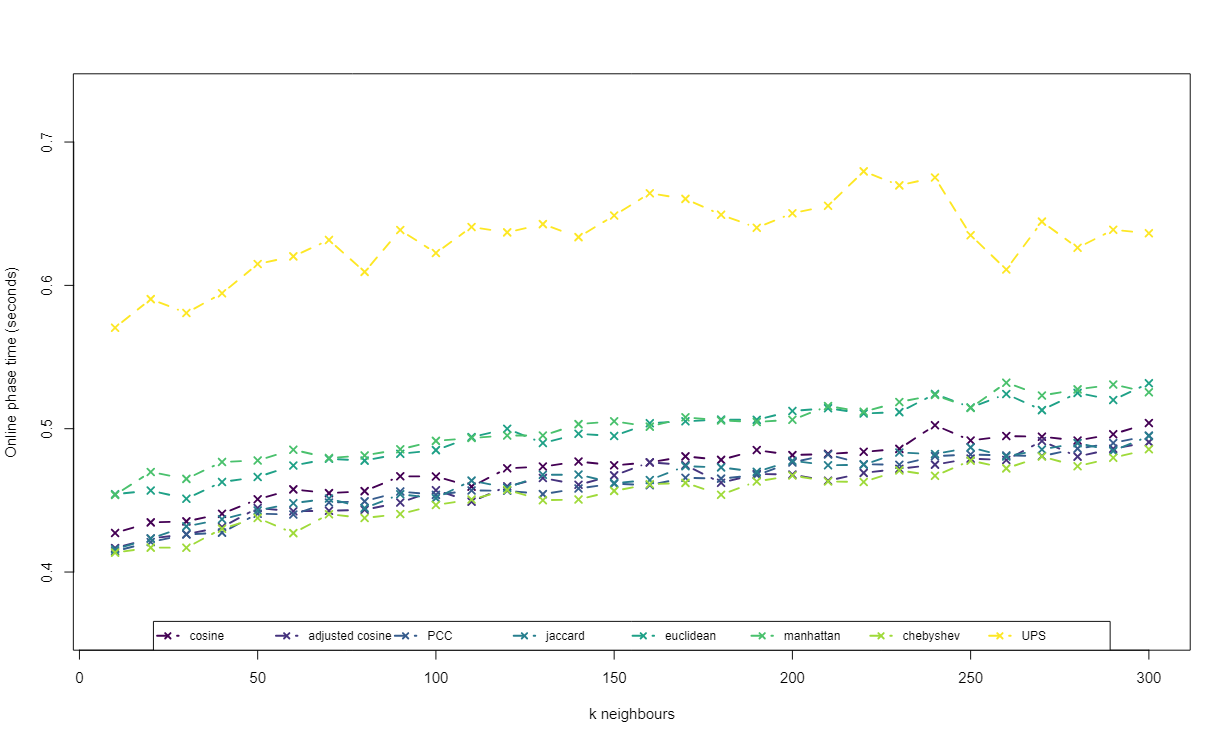 0.7
0.6
0.5
0.4
Online phase time (seconds)
cosine adjusted cosine PCC jaccard euclidean manhattan chebyshev UPS
0 50 100 150 200 250 300
k neighbours